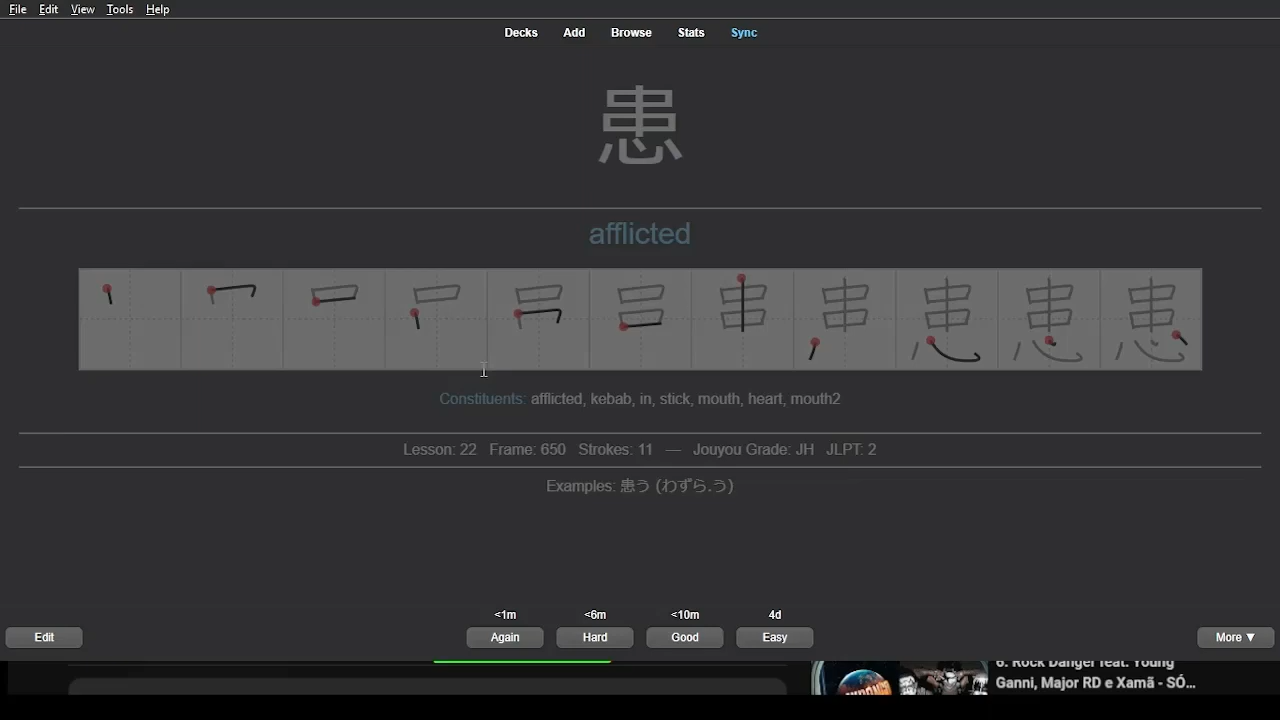 File Edit View Tools Help
Decks Add Browse Stats Sync
患
afflicted
Constituents: afflicted, kebab, in, stick, mouth, heart, mouth2
Lesson: 22 Frame: 650 Strokes: 11 — Jouyou Grade: JH JLPT: 2
Examples: 患う (わずら.う)
<1m <6m <10m 4d
Edit Again Hard Good Easy More ▼
6. Rock Danger feat. Young
Ganni, Major RD e Xamã - SÓ...